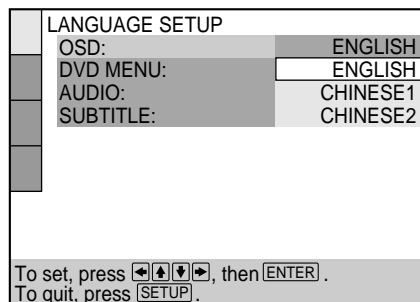 LANGUAGE SETUP
OSD: ENGLISH
DVD MENU: ENGLISH
AUDIO: CHINESE1
SUBTITLE: CHINESE2
To set, press ←↑↓→, then ENTER.
To quit, press SETUP.